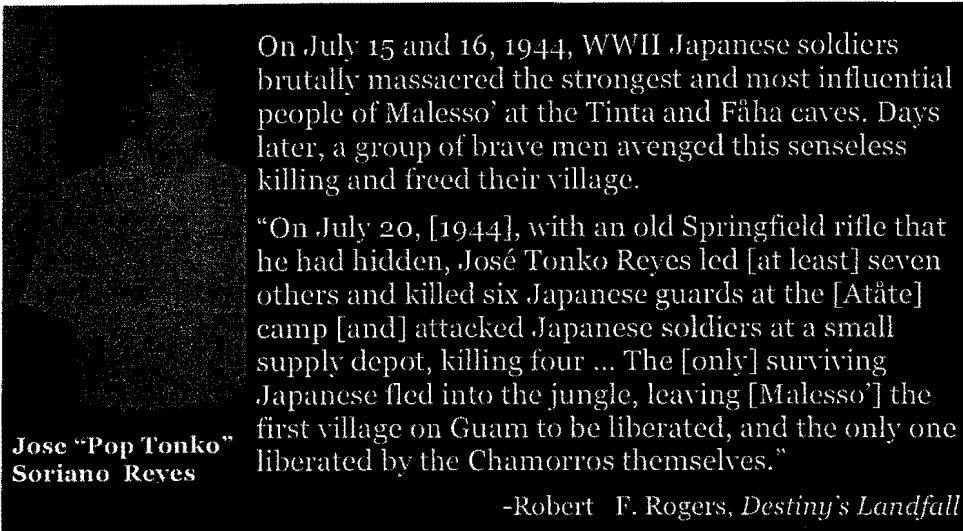 On July 15 and 16, 1944, WWII Japanese soldiers
brutally massacred the strongest and most influential
people of Malesso' at the Tinta and Fåha caves. Days
later, a group of brave men avenged this senseless
killing and freed their village.
“On July 20, [1944], with an old Springfield rifle that
he had hidden, José Tonko Reyes led [at least] seven
others and killed six Japanese guards at the [Atåte]
camp [and] attacked Japanese soldiers at a small
supply depot, killing four ... The [only] surviving
Japanese fled into the jungle, leaving [Malesso'] the
first village on Guam to be liberated, and the only one
liberated by the Chamorros themselves.”
-Robert F. Rogers, Destiny's Landfall
Jose “Pop Tonko”
Soriano Reyes